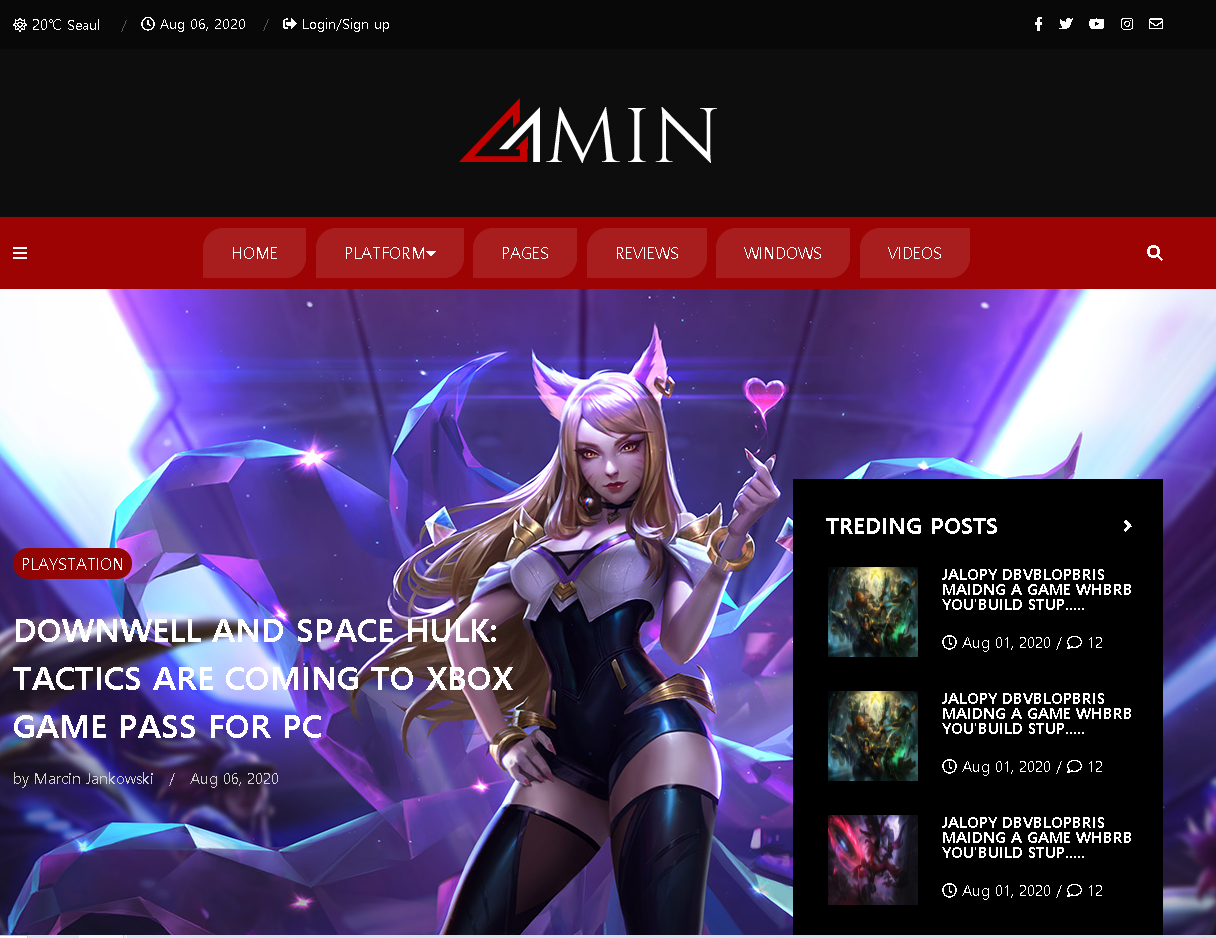 20℃ Seaul / Aug 06, 2020 / Login/Sign up
AMIN
HOME PLATFORM PAGES REVIEWS WINDOWS VIDEOS
PLAYSTATION
DOWNWELL AND SPACE HULK:
TACTICS ARE COMING TO XBOX
GAME PASS FOR PC
by Marcin Jankowski / Aug 06, 2020
TREDING POSTS
JALOPY DBVBLOPBRIS
MAIDNG A GAME WHBRB
YOU'BUILD STUP.....
Aug 01, 2020 / 12
JALOPY DBVBLOPBRIS
MAIDNG A GAME WHBRB
YOU'BUILD STUP.....
Aug 01, 2020 / 12
JALOPY DBVBLOPBRIS
MAIDNG A GAME WHBRB
YOU'BUILD STUP.....
Aug 01, 2020 / 12